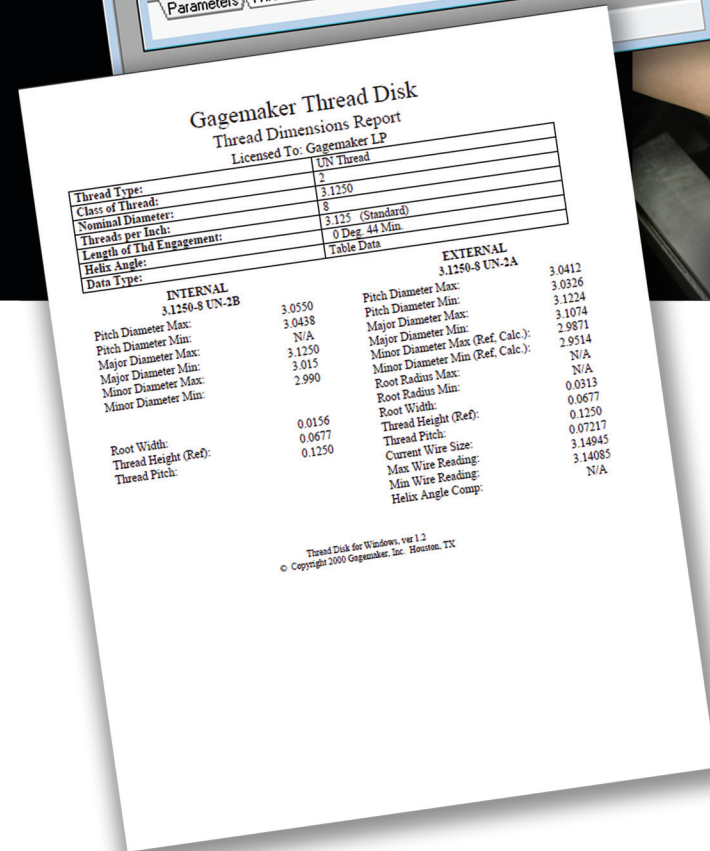 Parameters
Gagemaker Thread Disk
Thread Dimensions Report
Licensed To: Gagemaker LP
Thread Type: UN Thread
Class of Thread: 2
Nominal Diameter: 3.1250
Threads per Inch: 8
Length of Thd Engagement: 3.125 (Standard)
Helix Angle: 0 Deg. 44 Min.
Data Type: Table Data
INTERNAL
3.1250-8 UN-2B
Pitch Diameter Max: 3.0550
Pitch Diameter Min: 3.0438
Major Diameter Max: N/A
Major Diameter Min: 3.1250
Minor Diameter Max: 3.015
Minor Diameter Min: 2.990
Root Width: 0.0156
Thread Height (Ref): 0.0677
Thread Pitch: 0.1250
EXTERNAL
3.1250-8 UN-2A
Pitch Diameter Max: 3.0412
Pitch Diameter Min: 3.0326
Major Diameter Max: 3.1224
Major Diameter Min: 3.1074
Minor Diameter Max (Ref, Calc.): 2.9871
Minor Diameter Min (Ref, Calc.): 2.9514
Root Radius Max: N/A
Root Radius Min: N/A
Root Width: 0.0313
Thread Height (Ref): 0.0677
Thread Pitch: 0.1250
Current Wire Size: 0.07217
Max Wire Reading: 3.14945
Min Wire Reading: 3.14085
Helix Angle Comp: N/A
Thread Disk for Windows, ver 1.2
© Copyright 2000 Gagemaker, Inc. Houston, TX